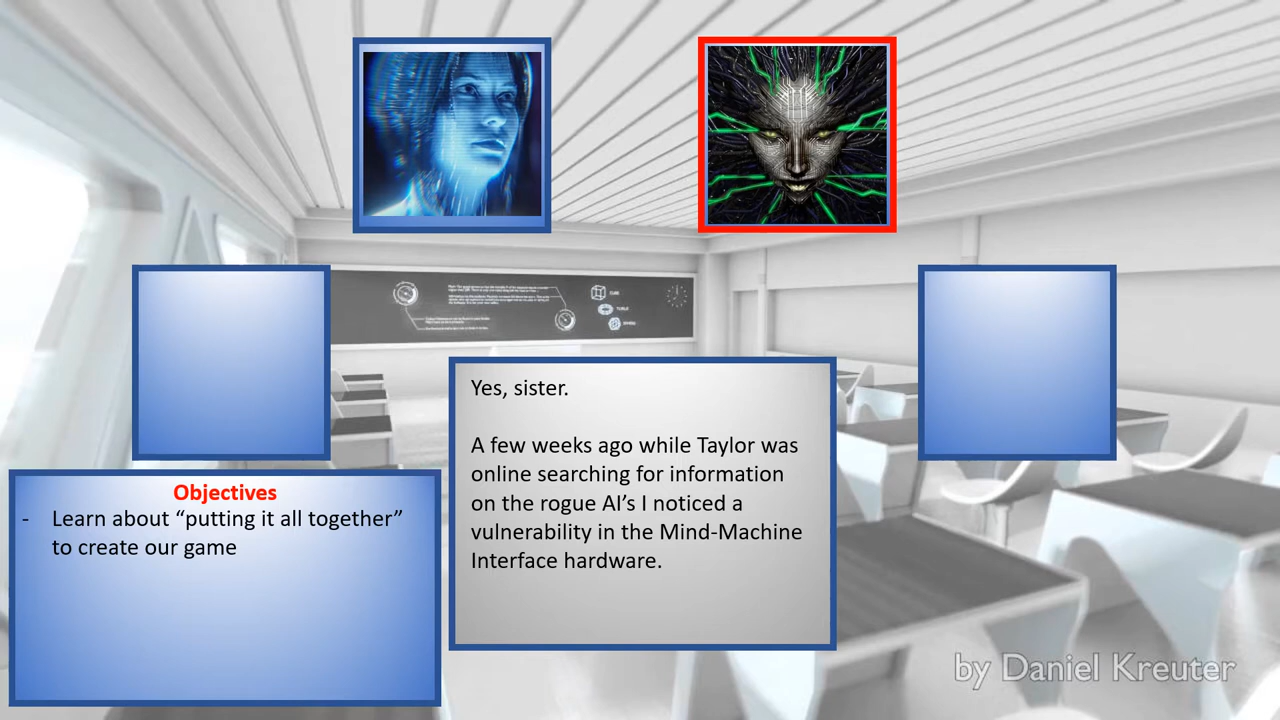 CUBE
Yes, sister.
A few weeks ago while Taylor was
online searching for information
on the rogue AI's I noticed a
vulnerability in the Mind-Machine
Interface hardware.
Objectives
- Learn about “putting it all together”
to create our game
by Daniel Kreuter